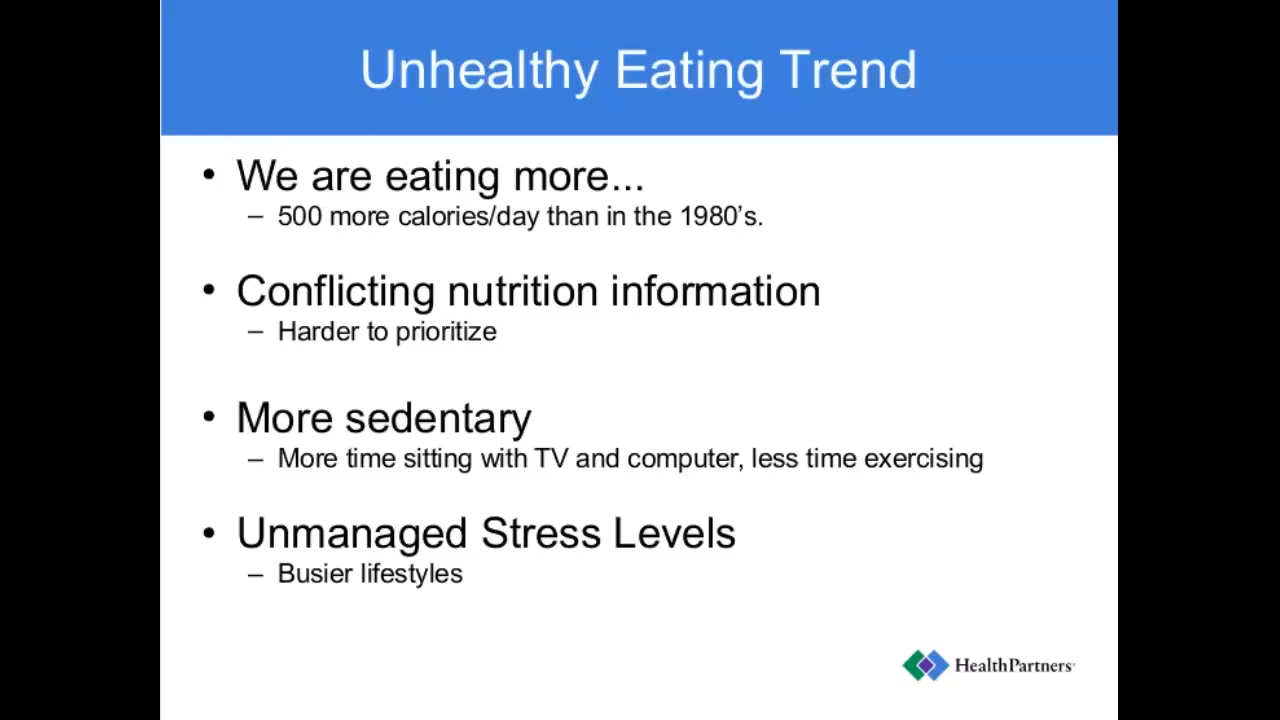 Unhealthy Eating Trend
• We are eating more...
– 500 more calories/day than in the 1980’s.
• Conflicting nutrition information
– Harder to prioritize
• More sedentary
– More time sitting with TV and computer, less time exercising
• Unmanaged Stress Levels
– Busier lifestyles
HealthPartners